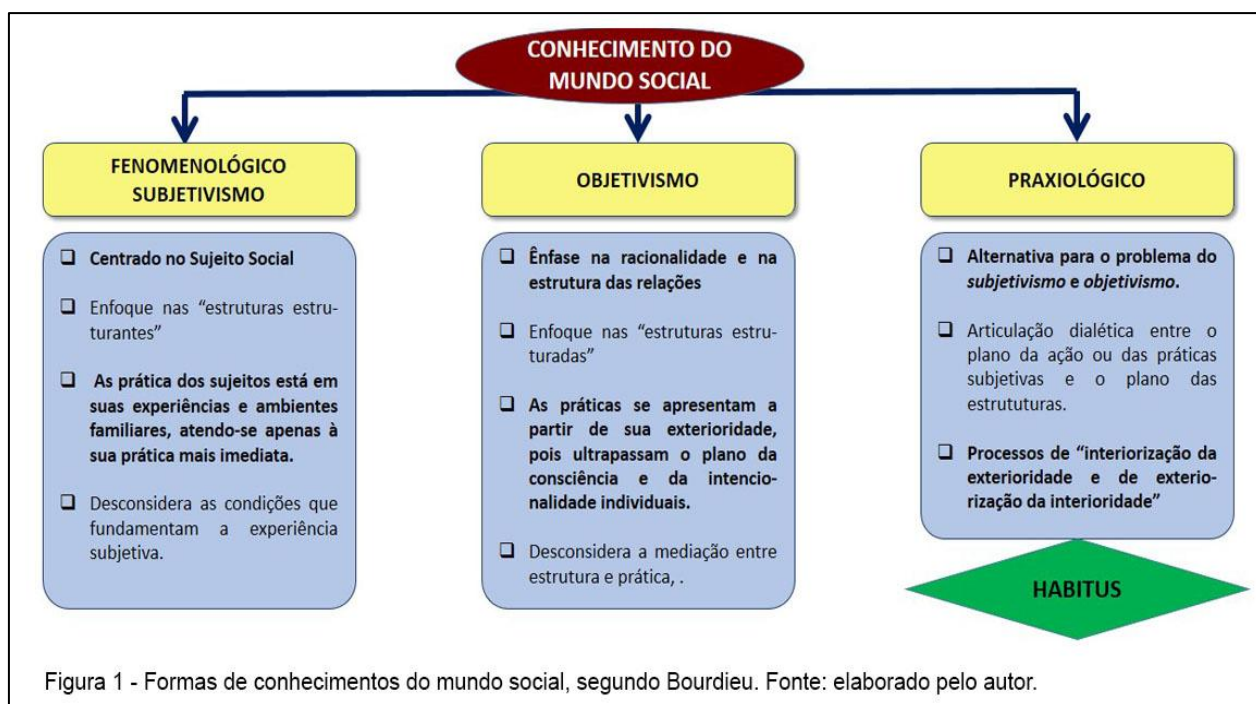 CONHECIMENTO DO
MUNDO SOCIAL
FENOMENOLÓGICO
SUBJETIVISMO
❑ Centrado no Sujeito Social
❑ Enfoque nas “estruturas estru-
turantes”
❑ As prática dos sujeitos está em
suas experiências e ambientes
familiares, atendo-se apenas à
sua prática mais imediata.
❑ Desconsidera as condições que
fundamentam a experiência
subjetiva.
OBJETIVISMO
❑ Ênfase na racionalidade e na
estrutura das relações
❑ Enfoque nas “estruturas estru-
turadas”
❑ As práticas se apresentam a
partir de sua exterioridade,
pois ultrapassam o plano da
consciência e da intencio-
nalidade individuais.
❑ Desconsidera a mediação entre
estrutura e prática, .
PRAXIOLÓGICO
❑ Alternativa para o problema do
subjetivismo e objetivismo.
❑ Articulação dialética entre o
plano da ação ou das práticas
subjetivas e o plano das
estrututuras.
❑ Processos de “interiorização da
exterioridade e de exterio-
rização da interioridade”
HABITUS
Figura 1 - Formas de conhecimentos do mundo social, segundo Bourdieu. Fonte: elaborado pelo autor.